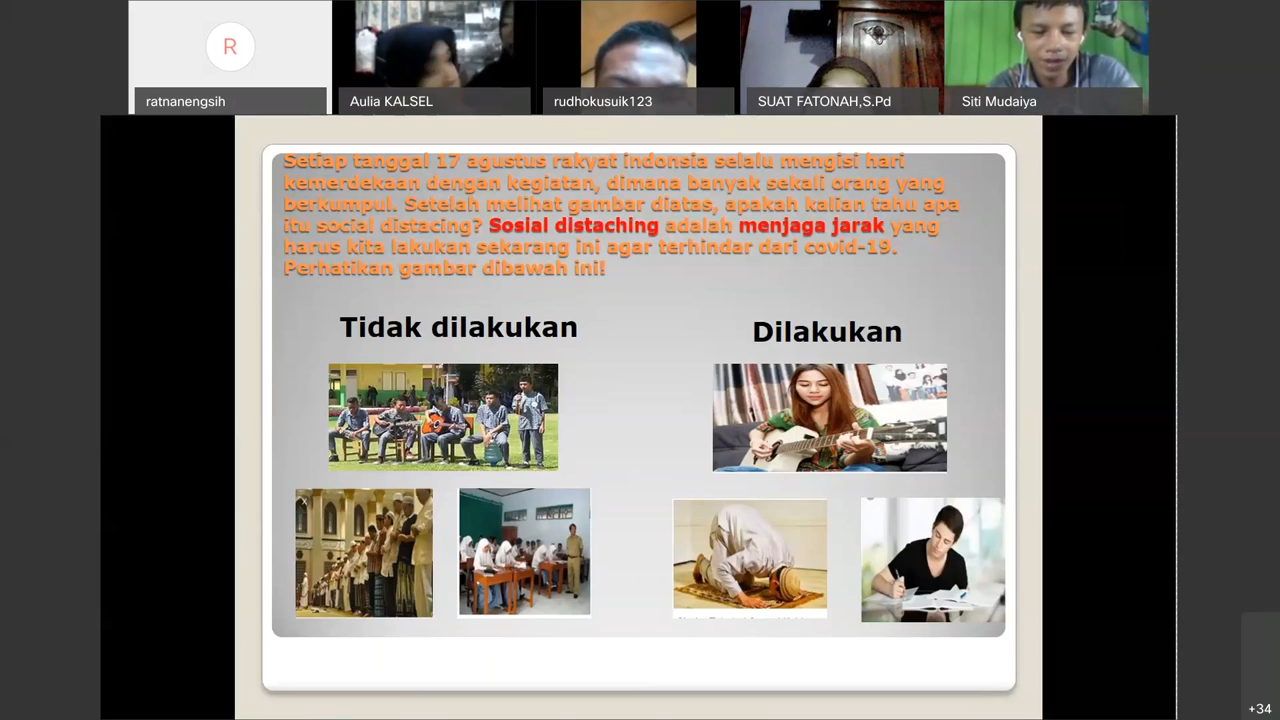 R
ratnanengsih
Aulia KALSEL
rudhokusuik123
SUAT FATONAH,S.Pd
Siti Mudaiya
Setiap tanggal 17 agustus rakyat indonsia selalu mengisi hari
kemerdekaan dengan kegiatan, dimana banyak sekali orang yang
berkumpul. Setelah melihat gambar diatas, apakah kalian tahu apa
itu social distacing? Sosial distaching adalah menjaga jarak yang
harus kita lakukan sekarang ini agar terhindar dari covid-19.
Perhatikan gambar dibawah ini!
Tidak dilakukan
Dilakukan
+34